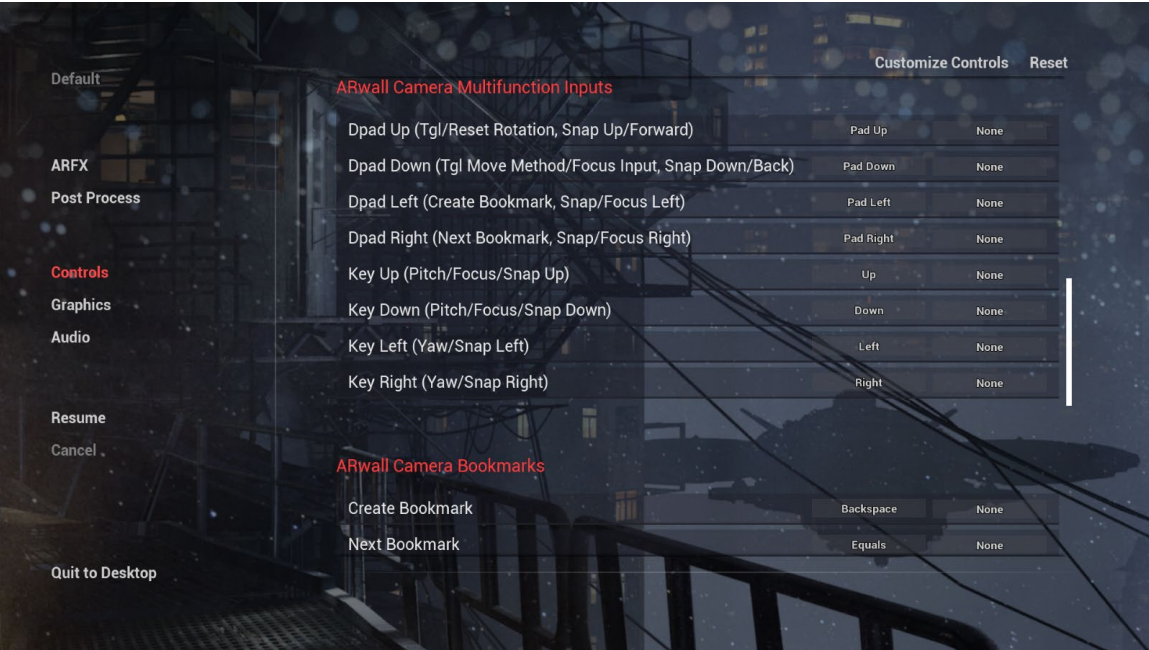 Customize Controls Reset
Default
ARFX
Post Process
Controls
Graphics
Audio
Resume
Cancel
Quit to Desktop
ARwall Camera Multifunction Inputs
Dpad Up (Tgl/Reset Rotation, Snap Up/Forward) Pad Up None
Dpad Down (Tgl Move Method/Focus Input, Snap Down/Back) Pad Down None
Dpad Left (Create Bookmark, Snap/Focus Left) Pad Left None
Dpad Right (Next Bookmark, Snap/Focus Right) Pad Right None
Key Up (Pitch/Focus/Snap Up) Up None
Key Down (Pitch/Focus/Snap Down) Down None
Key Left (Yaw/Snap Left) Left None
Key Right (Yaw/Snap Right) Right None
ARwall Camera Bookmarks
Create Bookmark Backspace None
Next Bookmark Equals None